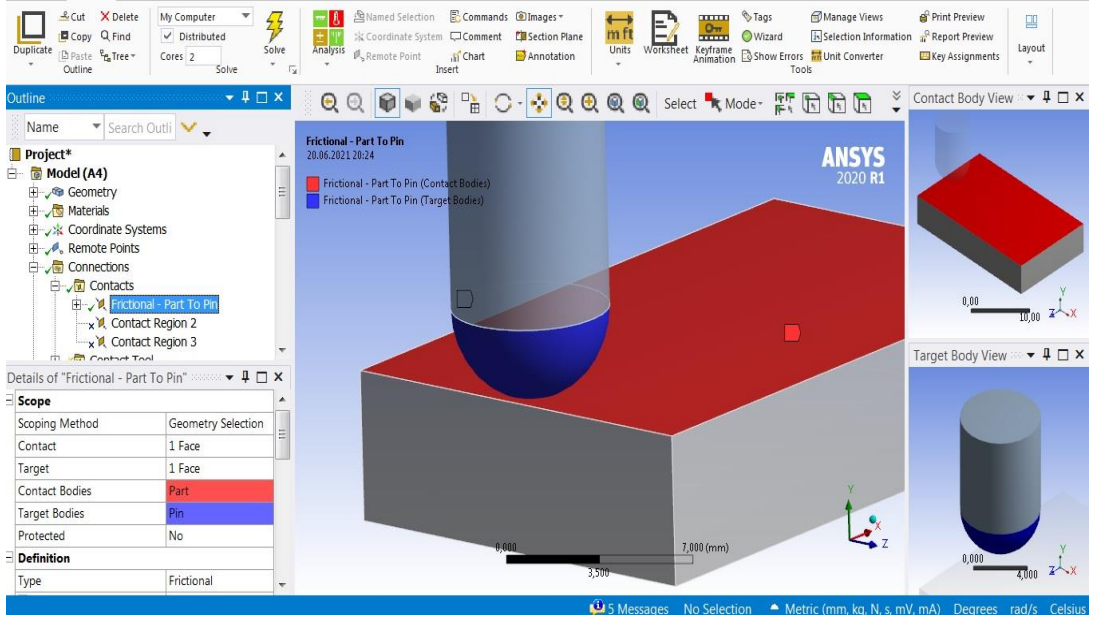 Cut
Delete
Copy
Find
Paste
Tree
Duplicate
Outline
My Computer
Distributed
Cores 2
Solve
Solve
Analysis
Named Selection
Coordinate System
Remote Point
Commands
Comment
Chart
Images
Section Plane
Annotation
Insert
Units
Worksheet
Keyframe
Animation
Tags
Wizard
Show Errors
Manage Views
Selection Information
Unit Converter
Print Preview
Report Preview
Key Assignments
Tools
Layout
Outline
Name
Search Outli
Project*
Model (A4)
Geometry
Materials
Coordinate Systems
Remote Points
Connections
Contacts
Frictional - Part To Pin
Contact Region 2
Contact Region 3
Contact Tool
Details of "Frictional - Part To Pin"
Scope
Scoping Method Geometry Selection
Contact 1 Face
Target 1 Face
Contact Bodies Part
Target Bodies Pin
Protected No
Definition
Type Frictional
Select Mode
Frictional - Part To Pin
20.06.2021 20:24
Frictional - Part To Pin (Contact Bodies)
Frictional - Part To Pin (Target Bodies)
ANSYS
2020 R1
0,000 7,000 (mm)
3,500
Y
X
Z
Contact Body View
0,00
10,00
Y
Z X
Target Body View
0,000
4,000
Y
Z X
5 Messages No Selection Metric (mm, kg, N, s, mV, mA) Degrees rad/s Celsius